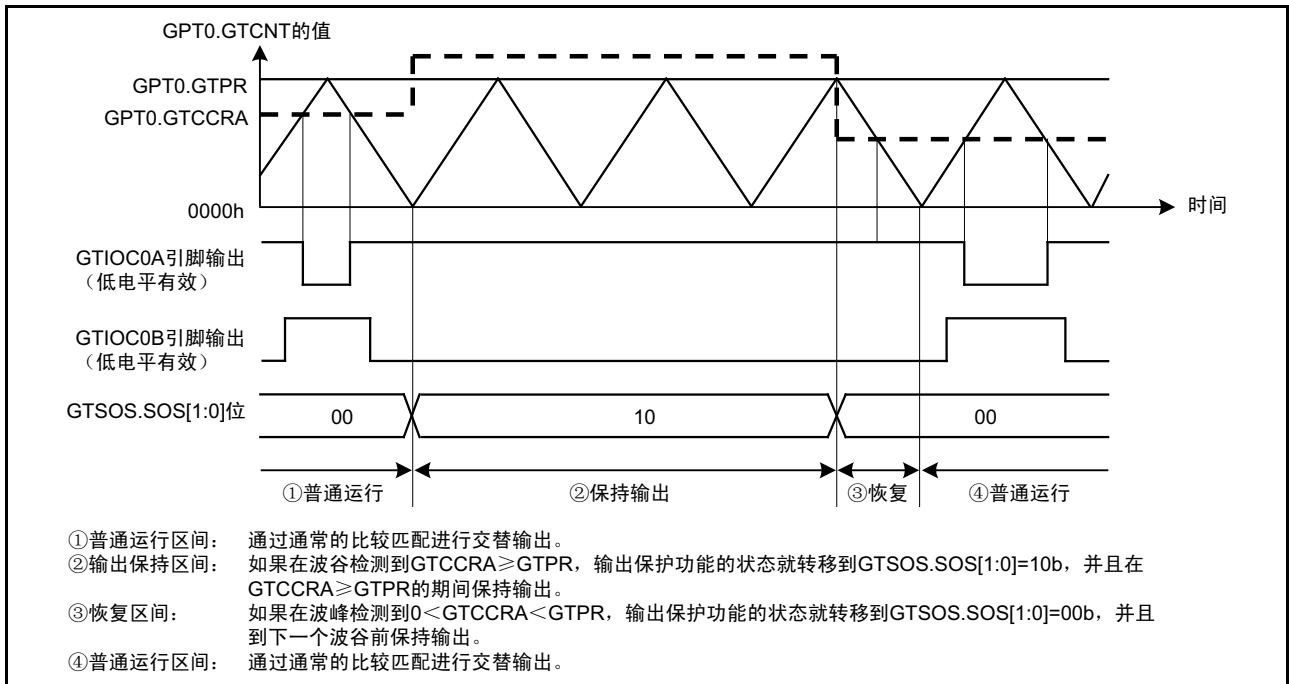 GPT0.GTCNT的值
GPT0.GTPR
GPT0.GTCCRA
0000h
时间
GTIOC0A引脚输出
（低电平有效）
GTIOC0B引脚输出
（低电平有效）
GTSOS.SOS[1:0]位
00
10
00
①普通运行
②保持输出
③恢复
④普通运行
①普通运行区间： 通过通常的比较匹配进行交替输出。
②输出保持区间： 如果在波谷检测到GTCCRA≥GTPR，输出保护功能的状态就转移到GTSOS.SOS[1:0]=10b，并且在
GTCCRA≥GTPR的期间保持输出。
③恢复区间： 如果在波峰检测到0＜GTCCRA＜GTPR，输出保护功能的状态就转移到GTSOS.SOS[1:0]=00b，并且
到下一个波谷前保持输出。
④普通运行区间： 通过通常的比较匹配进行交替输出。